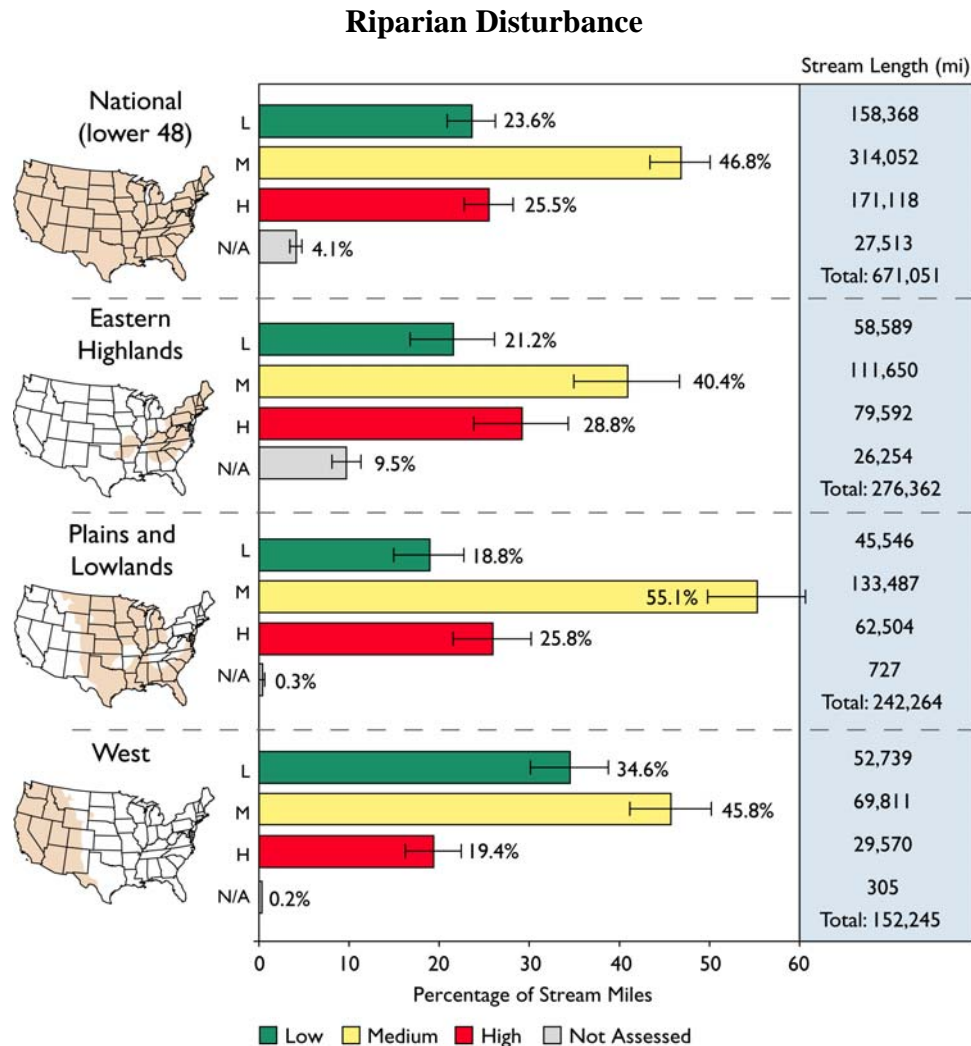 Riparian Disturbance
Stream Length (mi)
National
(lower 48)
L
23.6%
158,368
M
46.8%
314,052
H
25.5%
171,118
N/A
4.1%
27,513
Total: 671,051
Eastern
Highlands
L
21.2%
58,589
M
40.4%
111,650
H
28.8%
79,592
N/A
9.5%
26,254
Total: 276,362
Plains and
Lowlands
L
18.8%
45,546
M
55.1%
133,487
H
25.8%
62,504
N/A
0.3%
727
Total: 242,264
West
L
34.6%
52,739
M
45.8%
69,811
H
19.4%
29,570
N/A
0.2%
305
Total: 152,245
0 10 20 30 40 50 60
Percentage of Stream Miles
Low Medium High Not Assessed